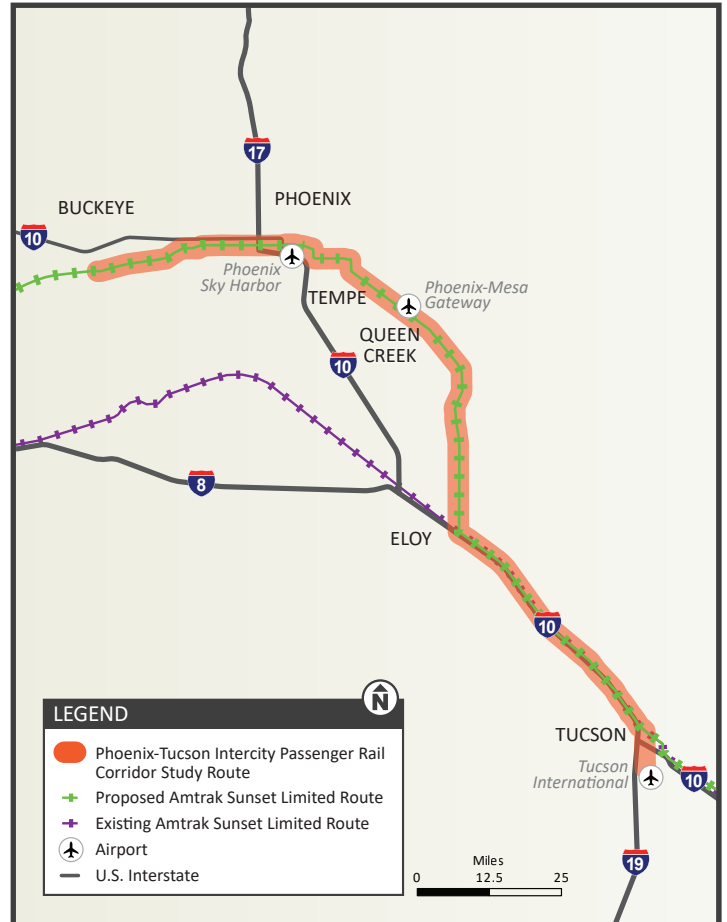 17
PHOENIX
BUCKEYE
10
Phoenix
Sky Harbor
Phoenix-Mesa
Gateway
TEMPE
QUEEN
CREEK
10
8
ELOY
10
N
LEGEND
Phoenix-Tucson Intercity Passenger Rail
Corridor Study Route
Proposed Amtrak Sunset Limited Route
Existing Amtrak Sunset Limited Route
Airport
U.S. Interstate
TUCSON
Tucson
International
10
19
Miles
0 12.5 25